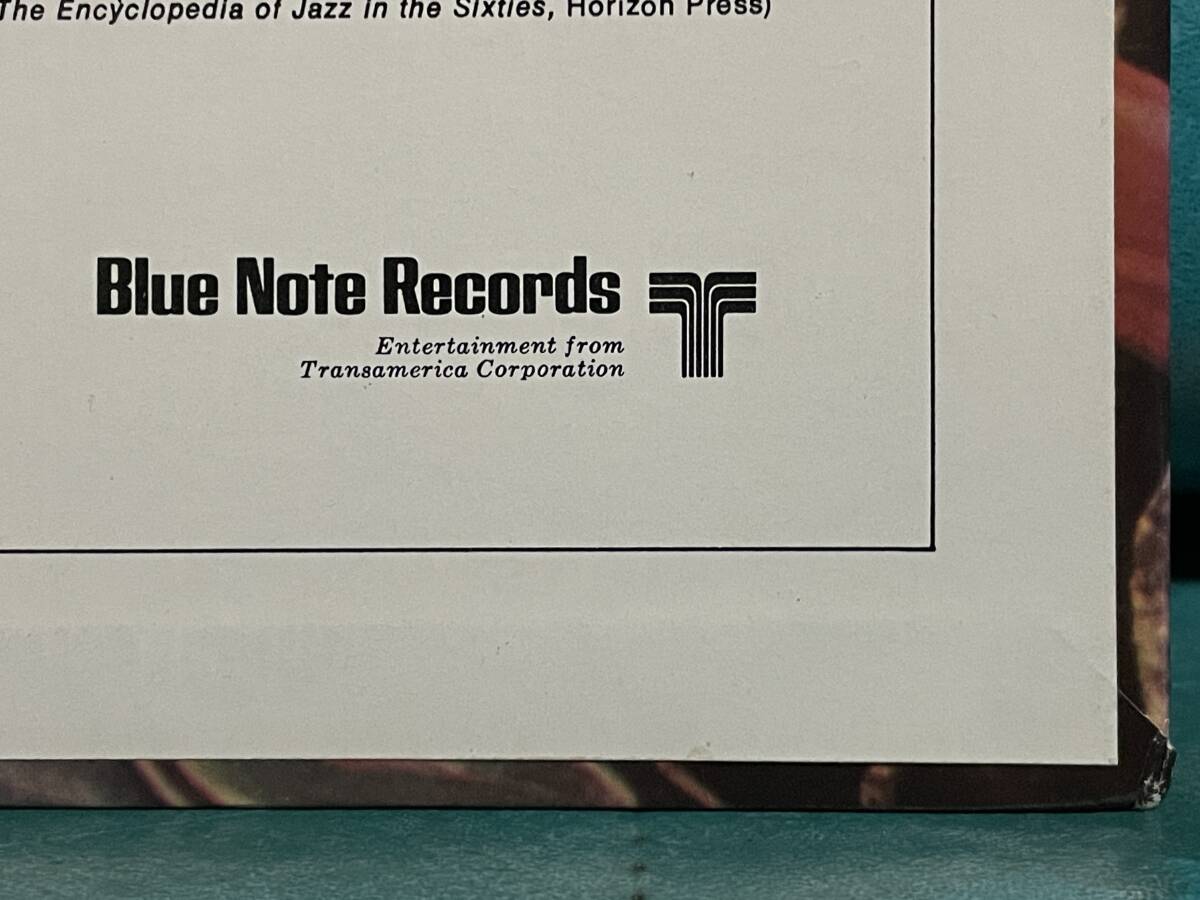 The Encyclopedia of Jazz in the Sixties, Horizon Press)
Blue Note Records
Entertainment from
Transamerica Corporation